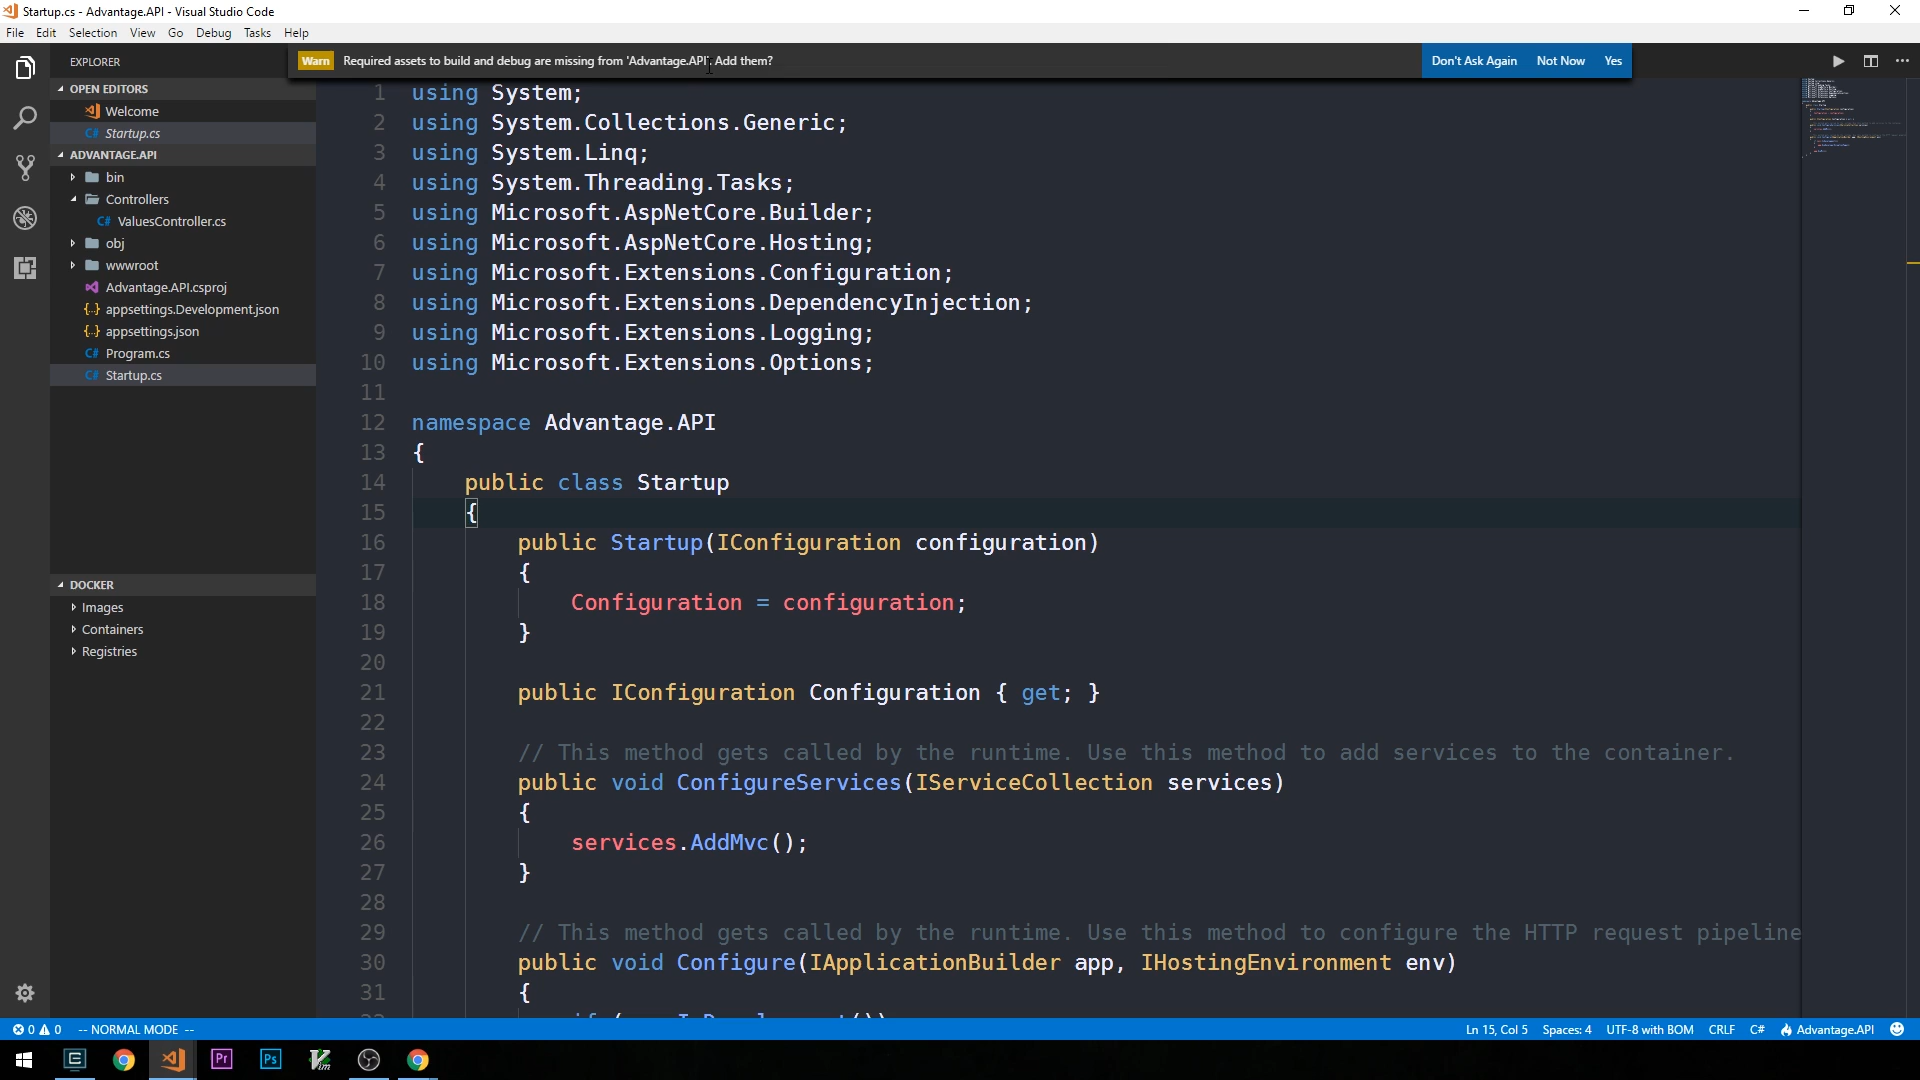 Startup.cs - Advantage.API - Visual Studio Code
File Edit Selection View Go Debug Tasks Help
EXPLORER
Warn Required assets to build and debug are missing from 'Advantage.API'. Add them? Don't Ask Again Not Now Yes
OPEN EDITORS
Welcome
C# Startup.cs
ADVANTAGE.API
bin
Controllers
C# ValuesController.cs
obj
wwwroot
Advantage.API.csproj
{..} appsettings.Development.json
{..} appsettings.json
C# Program.cs
C# Startup.cs
DOCKER
Images
Containers
Registries
1 using System;
2 using System.Collections.Generic;
3 using System.Linq;
4 using System.Threading.Tasks;
5 using Microsoft.AspNetCore.Builder;
6 using Microsoft.AspNetCore.Hosting;
7 using Microsoft.Extensions.Configuration;
8 using Microsoft.Extensions.DependencyInjection;
9 using Microsoft.Extensions.Logging;
10 using Microsoft.Extensions.Options;
11
12 namespace Advantage.API
13 {
14 public class Startup
15 {
16 public Startup(IConfiguration configuration)
17 {
18 Configuration = configuration;
19 }
20
21 public IConfiguration Configuration { get; }
22
23 // This method gets called by the runtime. Use this method to add services to the container.
24 public void ConfigureServices(IServiceCollection services)
25 {
26 services.AddMvc();
27 }
28
29 // This method gets called by the runtime. Use this method to configure the HTTP request pipeline
30 public void Configure(IApplicationBuilder app, IHostingEnvironment env)
31 {
0 0 -- NORMAL MODE -- Ln 15, Col 5 Spaces: 4 UTF-8 with BOM CRLF C# Advantage.API
Pr Ps Vim